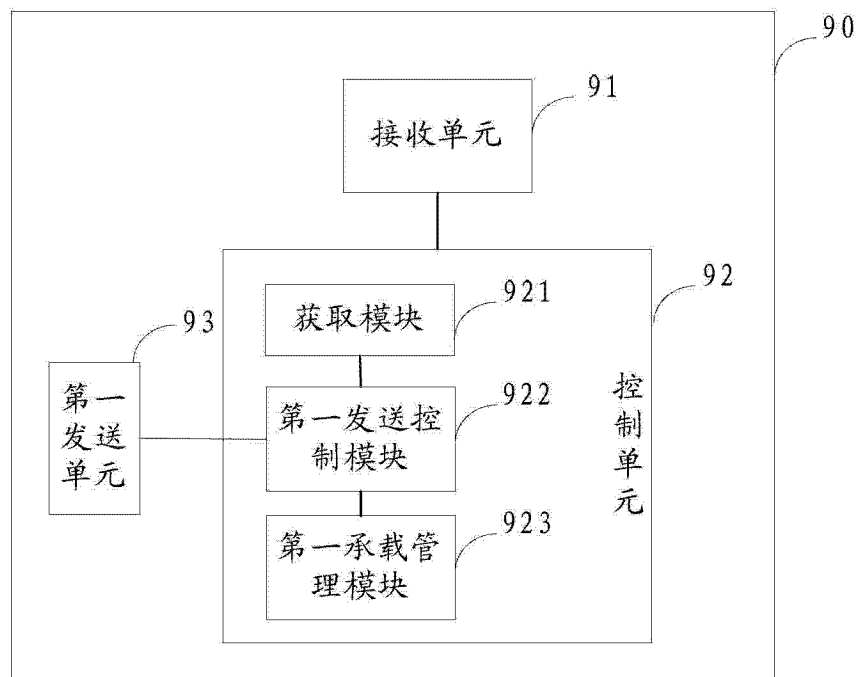 90
91
接收单元
92
921
获取模块
93
第一
发送
单元
922
第一发送控
制模块
控
制
单
元
923
第一承载管
理模块